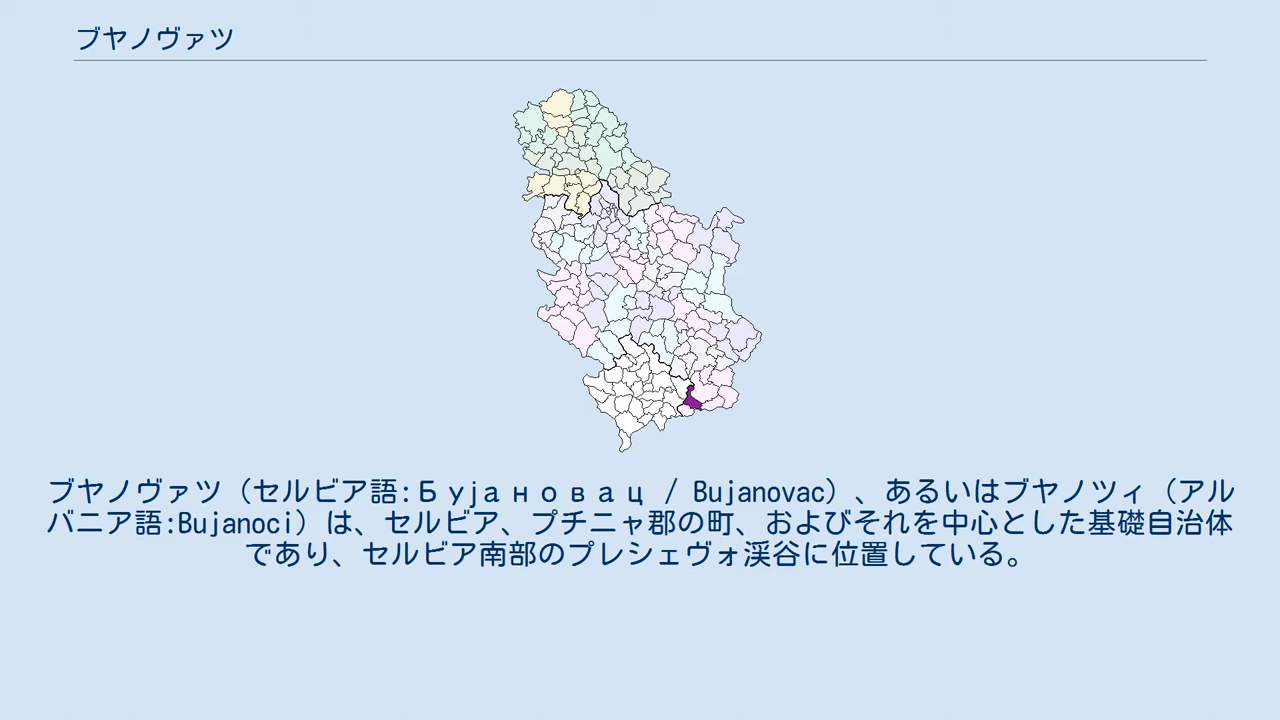 ブヤノヴァツ
ブヤノヴァツ（セルビア語:Бујановац / Bujanovac）、あるいはブヤノツィ（アル
バニア語:Bujanoci）は、セルビア、プチニャ郡の町、およびそれを中心とした基礎自治体
であり、セルビア南部のプレシェヴォ渓谷に位置している。